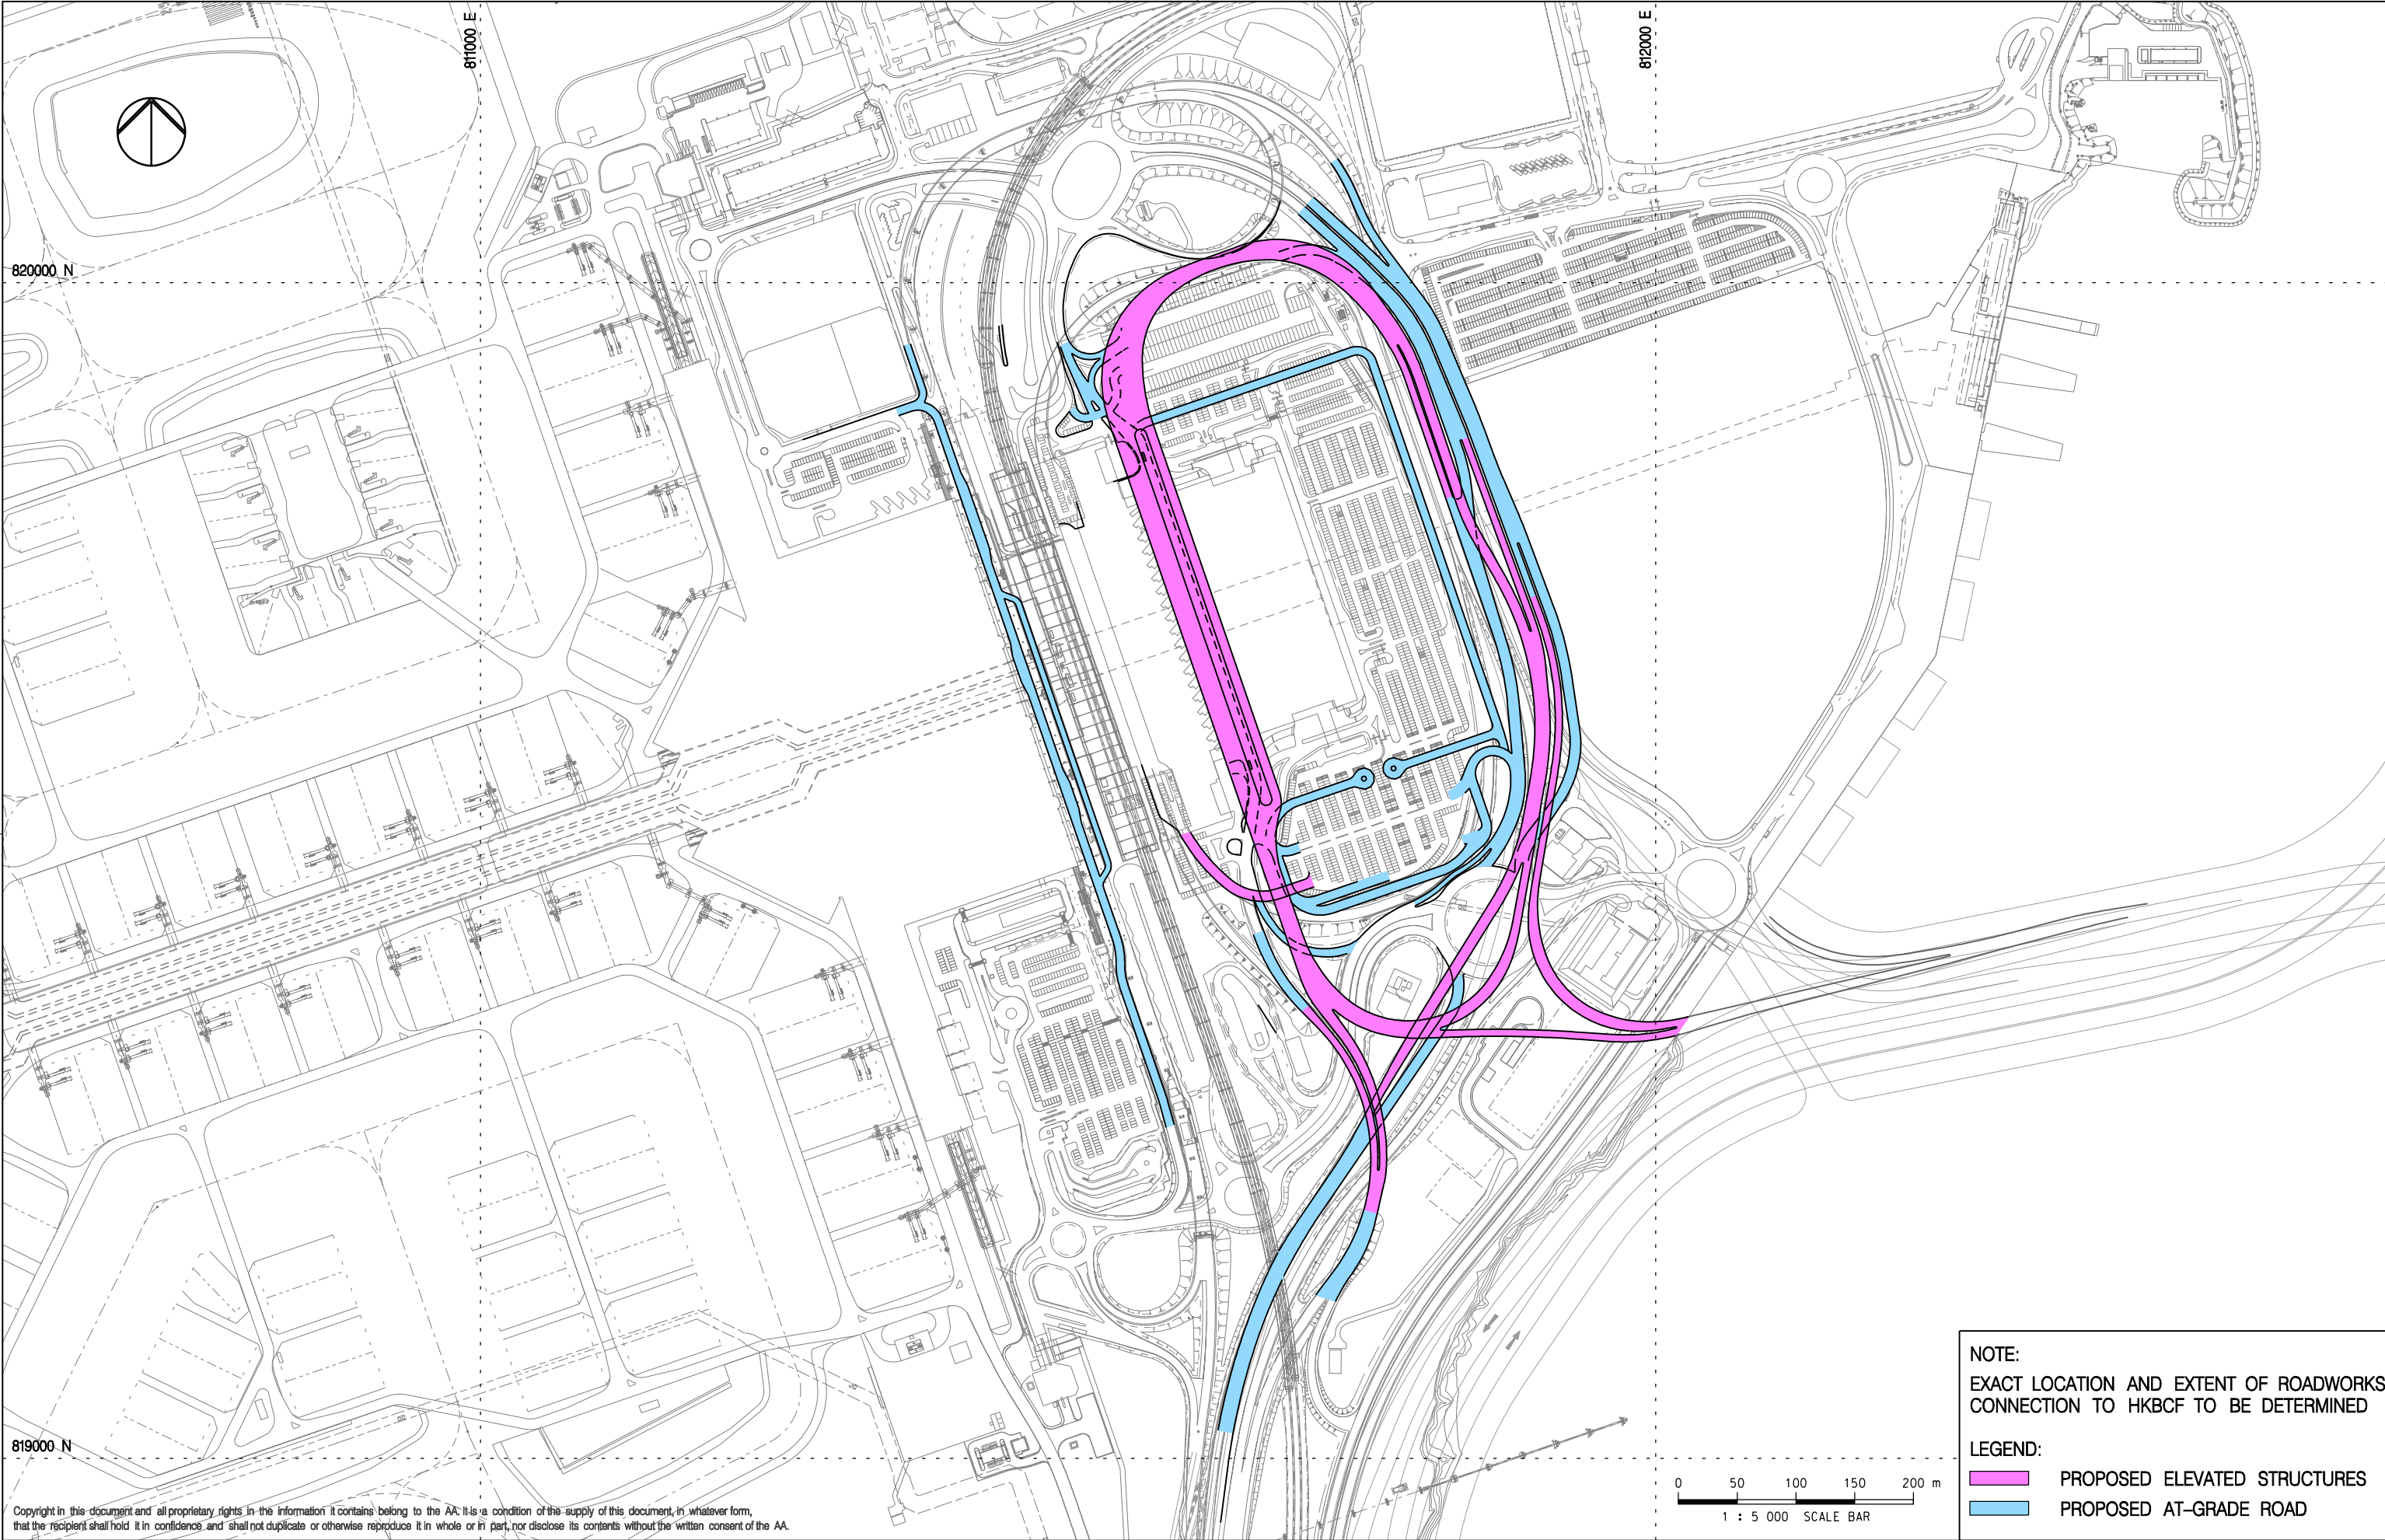 811000 E
812000 E
820000 N
819000 N
NOTE:
EXACT LOCATION AND EXTENT OF ROADWORKS
CONNECTION TO HKBCF TO BE DETERMINED
LEGEND:
PROPOSED ELEVATED STRUCTURES
PROPOSED AT-GRADE ROAD
0 50 100 150 200 m
1 : 5 000 SCALE BAR
Copyright in this document and all proprietary rights in the information it contains belong to the AA. It is a condition of the supply of this document, in whatever form,
that the recipient shall hold it in confidence and shall not duplicate or otherwise reproduce it in whole or in part, nor disclose its contents without the written consent of the AA.